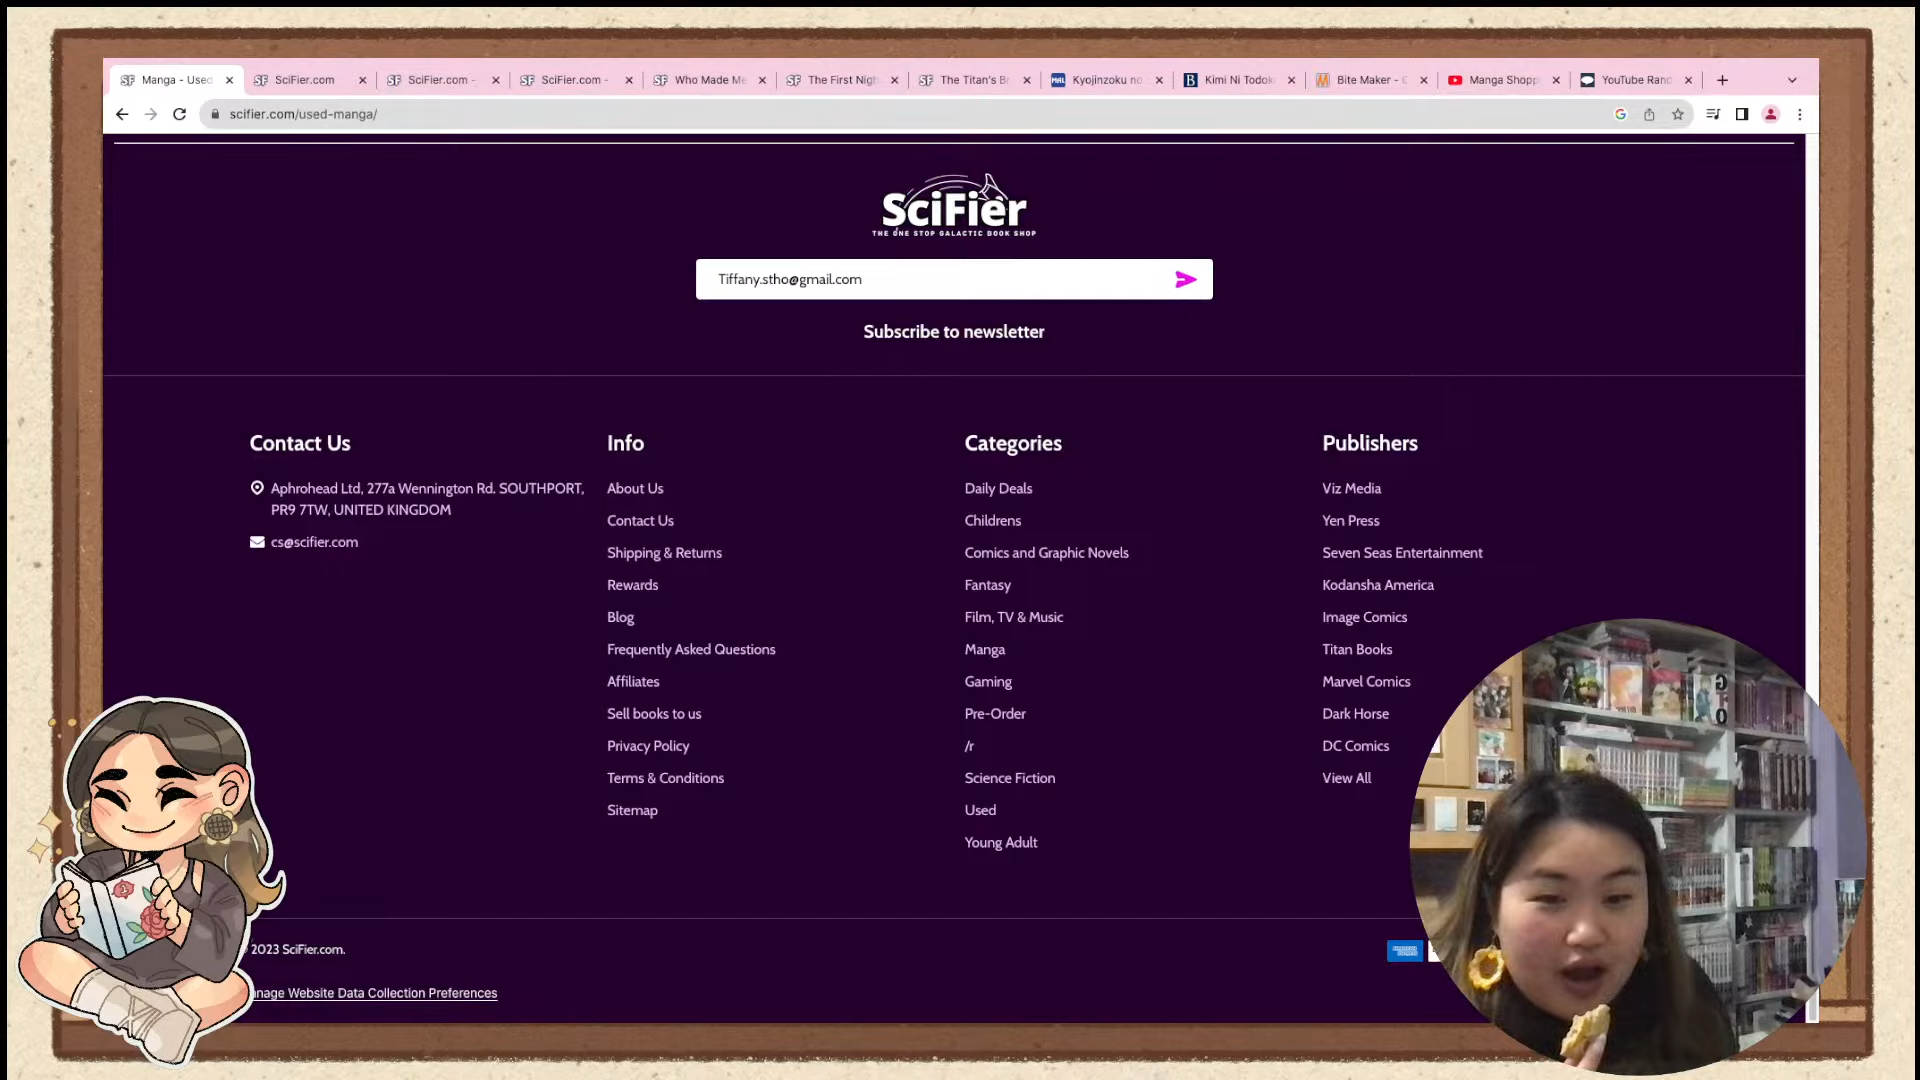 Manga - Used
SciFier.com
SciFier.com -
SciFier.com -
Who Made Me
The First Nigh
The Titan's B
Kyojinzoku no
Kimi Ni Todok
Bite Maker -
Manga Shopp
YouTube Rand
scifier.com/used-manga/
SciFier
THE ONE STOP GALACTIC BOOK SHOP
Tiffany.stho@gmail.com
Subscribe to newsletter
Contact Us
Aphrohead Ltd, 277a Wennington Rd. SOUTHPORT,
PR9 7TW, UNITED KINGDOM
cs@scifier.com
Info
About Us
Contact Us
Shipping & Returns
Rewards
Blog
Frequently Asked Questions
Affiliates
Sell books to us
Privacy Policy
Terms & Conditions
Sitemap
Categories
Daily Deals
Childrens
Comics and Graphic Novels
Fantasy
Film, TV & Music
Manga
Gaming
Pre-Order
/r
Science Fiction
Used
Young Adult
Publishers
Viz Media
Yen Press
Seven Seas Entertainment
Kodansha America
Image Comics
Titan Books
Marvel Comics
Dark Horse
DC Comics
View All
2023 SciFier.com.
nage Website Data Collection Preferences